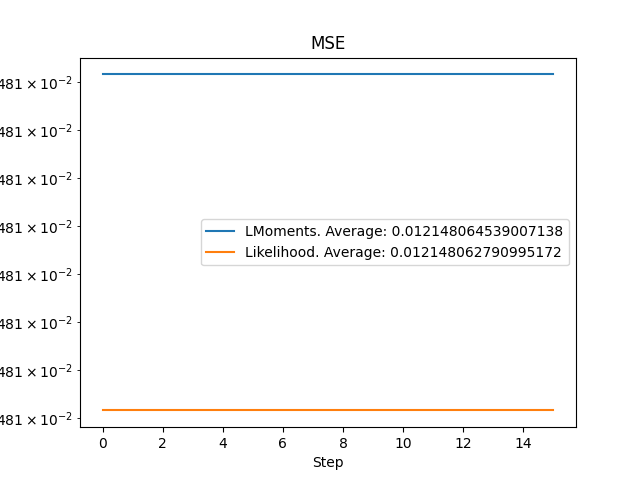 MSE
481 × 10⁻²
481 × 10⁻²
481 × 10⁻²
481 × 10⁻²
LMoments. Average: 0.012148064539007138
Likelihood. Average: 0.012148062790995172
481 × 10⁻²
481 × 10⁻²
481 × 10⁻²
481 × 10⁻²
0 2 4 6 8 10 12 14
Step